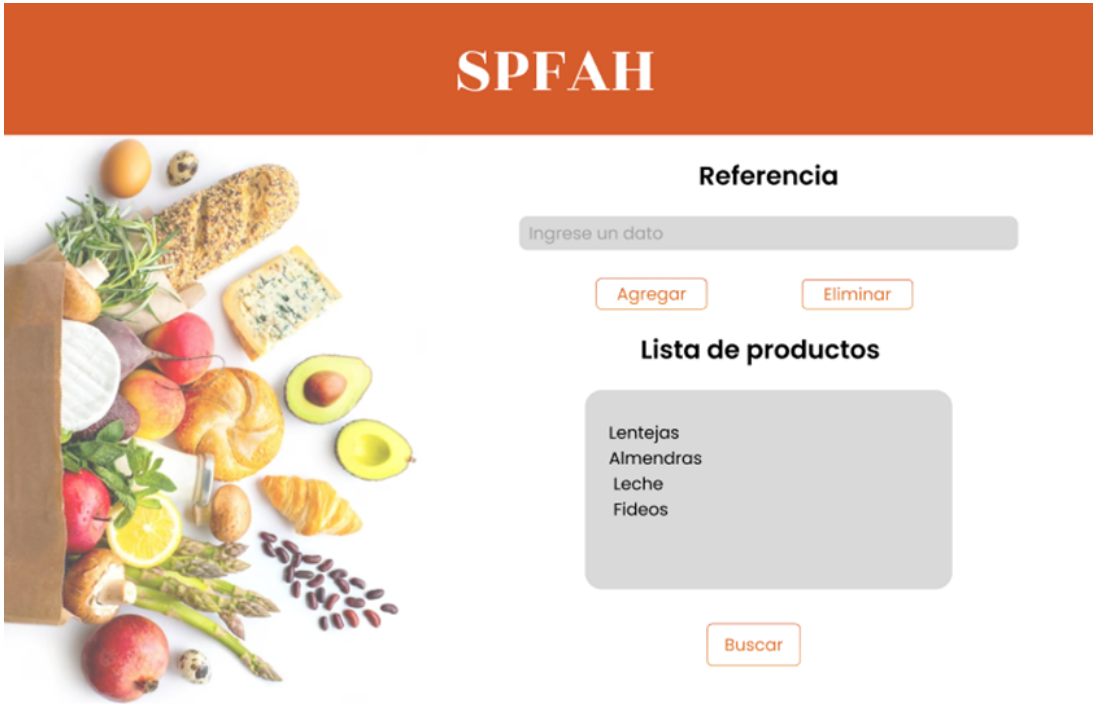 SPFAH
Referencia
Ingrese un dato
Agregar
Eliminar
Lista de productos
Lentejas
Almendras
Leche
Fideos
Buscar